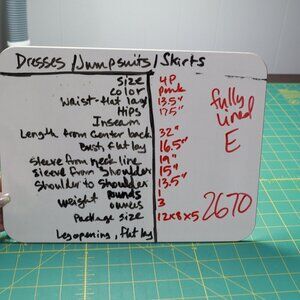 Dresses/Jumpsuits/Skirts
Size 4P
Color Pink
Waist-flat lay 13.5"
Hips 17.5"
Inseam
Length from Center back 32"
Bust, flat lay 16.5"
Sleeve from neck line 19"
Sleeve from Shoulder 15"
Shoulder to Shoulder 13.5"
Weight Pounds 1
ounces 3
Package size 12x8x5
Leg opening, flat lay
fully
Lined
E
2670